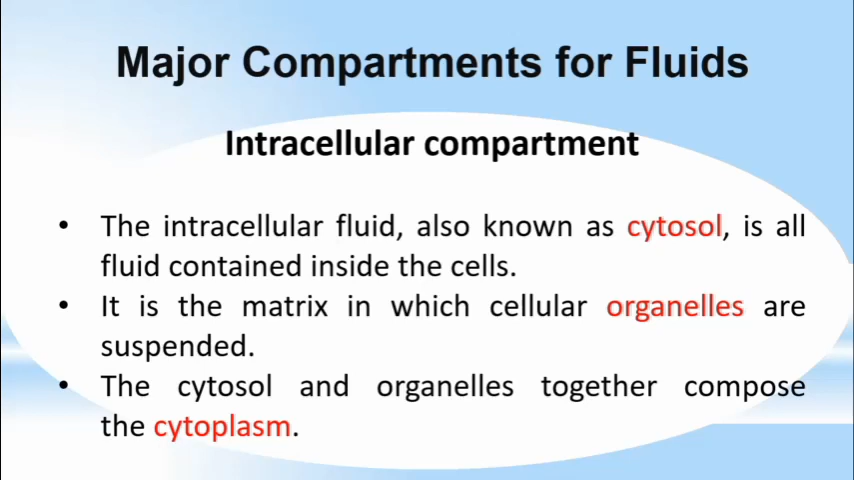 Major Compartments for Fluids
Intracellular compartment
• The intracellular fluid, also known as cytosol, is all
fluid contained inside the cells.
• It is the matrix in which cellular organelles are
suspended.
• The cytosol and organelles together compose
the cytoplasm.